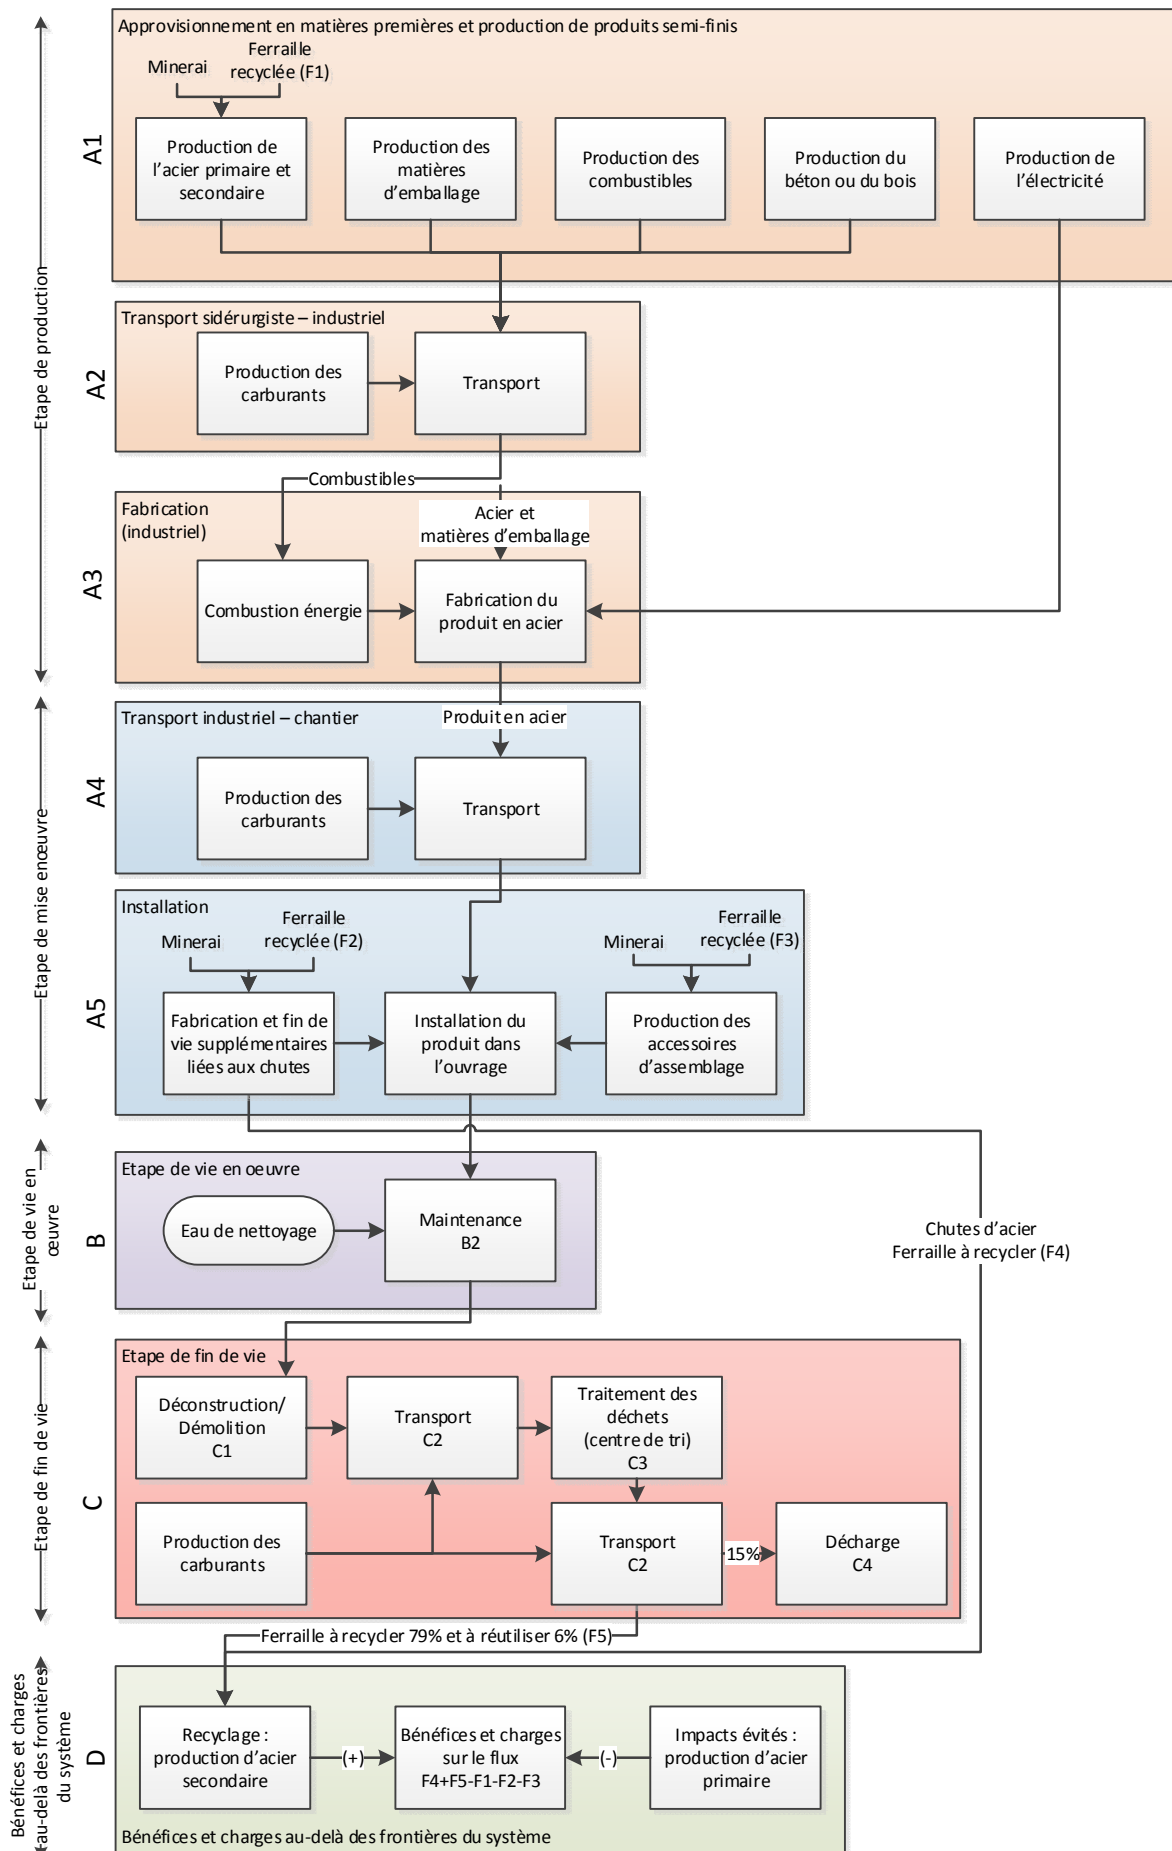 Etape de production
A1
Approvisionnement en matières premières et production de produits semi-finis
Minerai
Ferraille
recyclée (F1)
Production de
l'acier primaire et
secondaire
Production des
matières
d'emballage
Production des
combustibles
Production du
béton ou du bois
Production de
l'électricité
A2
Transport sidérurgiste – industriel
Production des
carburants
Transport
Combustibles
Acier et
matières d'emballage
A3
Fabrication
(industriel)
Combustion énergie
Fabrication du
produit en acier
Etape de mise enœuvre
A4
Transport industriel – chantier
Produit en acier
Production des
carburants
Transport
A5
Installation
Minerai
Ferraille
recyclée (F2)
Minerai
Ferraille
recyclée (F3)
Fabrication et fin de
vie supplémentaires
liées aux chutes
Installation du
produit dans
l'ouvrage
Production des
accessoires
d'assemblage
Etape de vie en
œuvre
B
Etape de vie en oeuvre
Eau de nettoyage
Maintenance
B2
Chutes d'acier
Ferraille à recycler (F4)
Etape de fin de vie
C
Etape de fin de vie
Déconstruction/
Démolition
C1
Transport
C2
Traitement des
déchets
(centre de tri)
C3
Production des
carburants
Transport
C2
15%
Décharge
C4
Ferraille à recycler 79% et à réutiliser 6% (F5)
Bénéfices et charges
au-delà des frontières
du système
D
Recyclage :
production d'acier
secondaire
(+)
Bénéfices et charges
sur le flux
F4+F5-F1-F2-F3
(-)
Impacts évités :
production d'acier
primaire
Bénéfices et charges au-delà des frontières du système